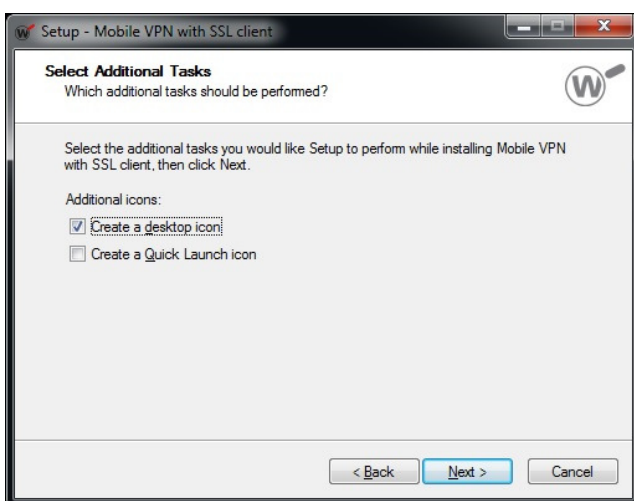 Setup - Mobile VPN with SSL client
Select Additional Tasks
Which additional tasks should be performed?
W
Select the additional tasks you would like Setup to perform while installing Mobile VPN
with SSL client, then click Next.
Additional icons:
Create a desktop icon
Create a Quick Launch icon
< Back
Next >
Cancel